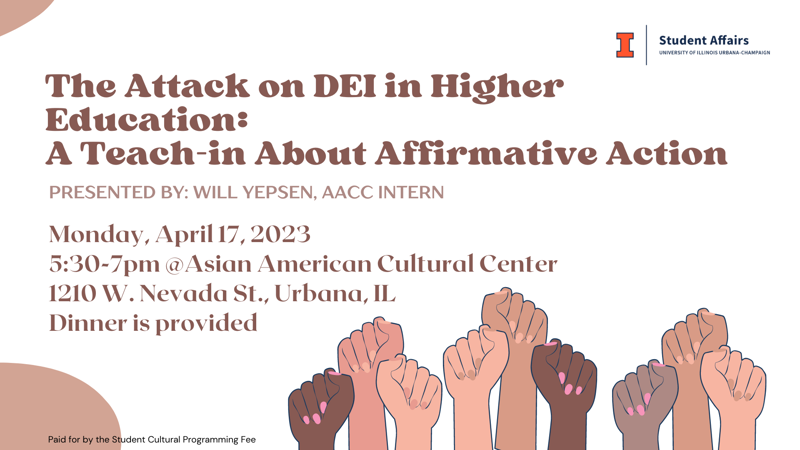 Student Affairs
UNIVERSITY OF ILLINOIS URBANA-CHAMPAIGN
The Attack on DEI in Higher
Education:
A Teach-in About Affirmative Action
PRESENTED BY: WILL YEPSEN, AACC INTERN
Monday, April 17, 2023
5:30-7pm @Asian American Cultural Center
1210 W. Nevada St., Urbana, IL
Dinner is provided
Paid for by the Student Cultural Programming Fee